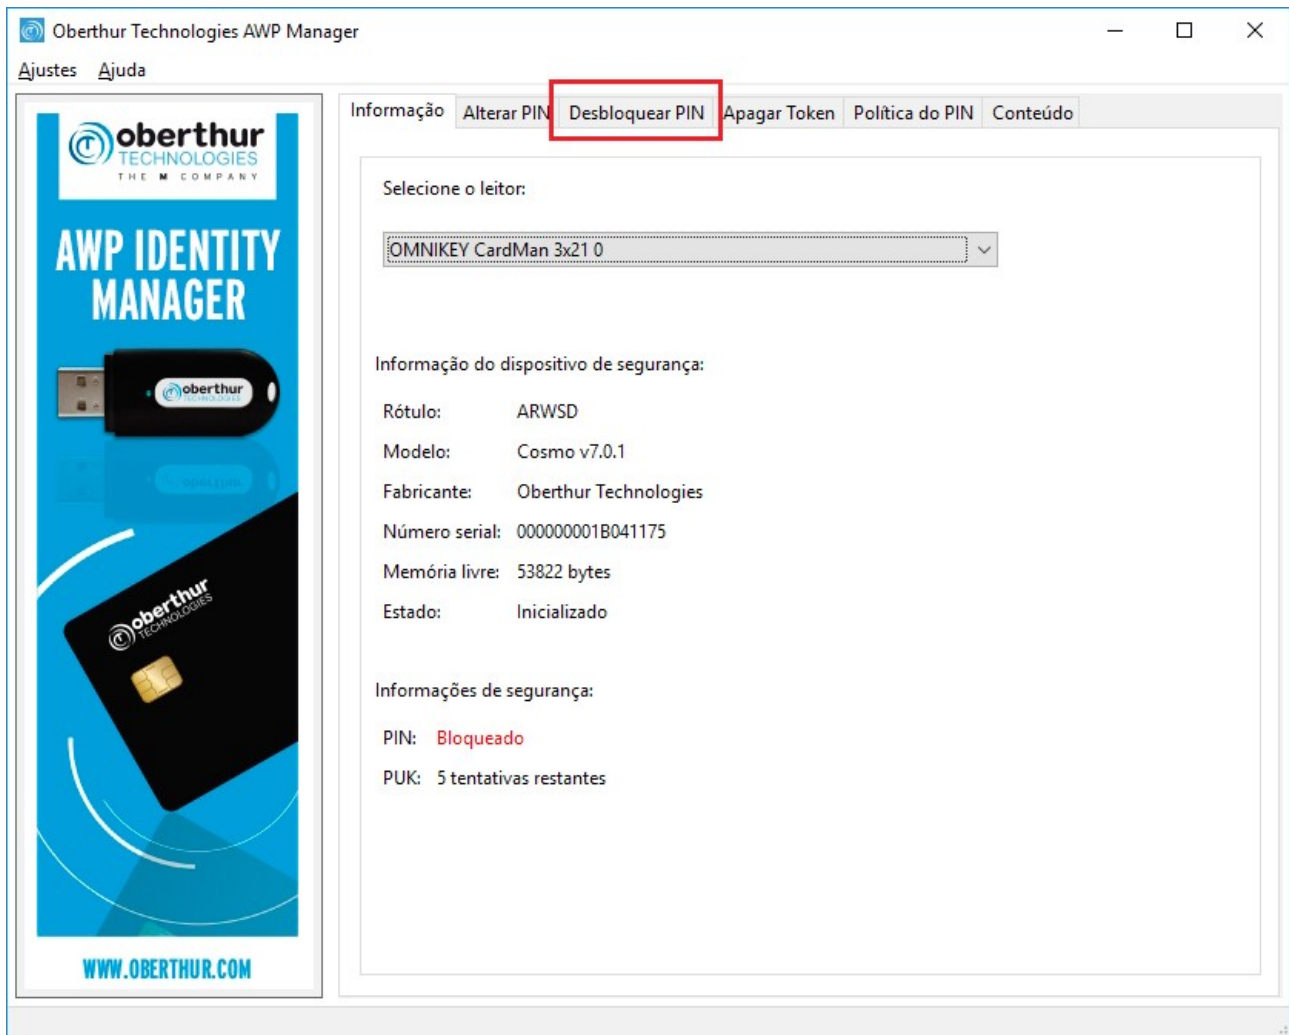 Oberthur Technologies AWP Manager
Ajustes Ajuda
oberthur
TECHNOLOGIES
THE M COMPANY
AWP IDENTITY
MANAGER
oberthur
TECHNOLOGIES
oberthur
oberthur
TECHNOLOGIES
WWW.OBERTHUR.COM
Informação Alterar PIN Desbloquear PIN Apagar Token Política do PIN Conteúdo
Selecione o leitor:
OMNIKEY CardMan 3x21 0
Informação do dispositivo de segurança:
Rótulo: ARWSD
Modelo: Cosmo v7.0.1
Fabricante: Oberthur Technologies
Número serial: 000000001B041175
Memória livre: 53822 bytes
Estado: Inicializado
Informações de segurança:
PIN: Bloqueado
PUK: 5 tentativas restantes